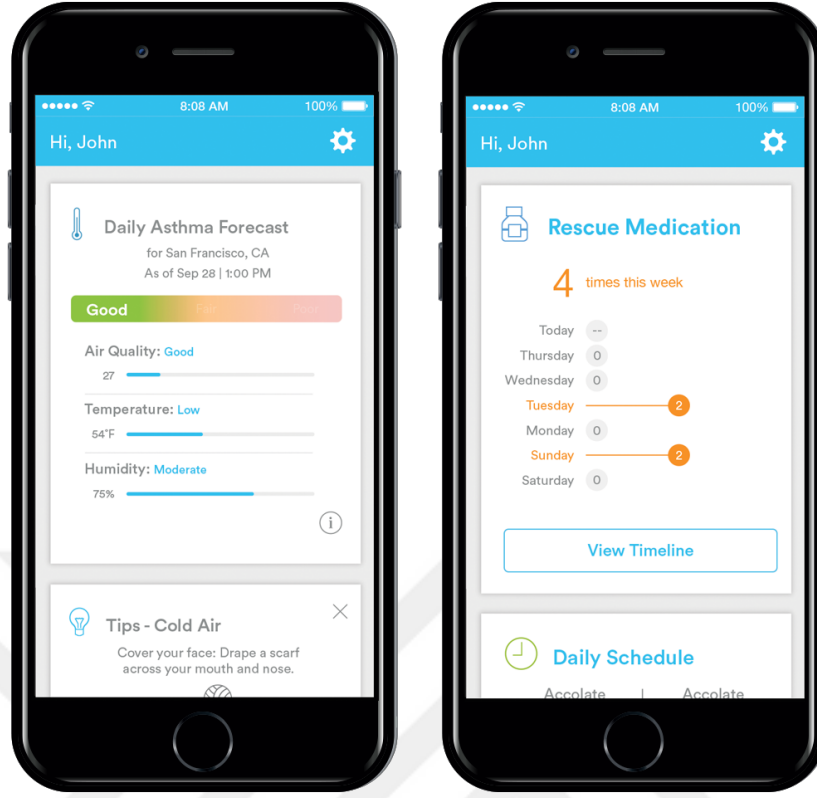 8:08 AM
100%
Hi, John
Daily Asthma Forecast
for San Francisco, CA
As of Sep 28 | 1:00 PM
Good Fair Poor
Air Quality: Good
27
Temperature: Low
54°F
Humidity: Moderate
75%
i
Tips - Cold Air
Cover your face: Drape a scarf
across your mouth and nose.
8:08 AM
100%
Hi, John
Rescue Medication
4 times this week
Today --
Thursday 0
Wednesday 0
Tuesday 2
Monday 0
Sunday 2
Saturday 0
View Timeline
Daily Schedule
Accolate | Accolate